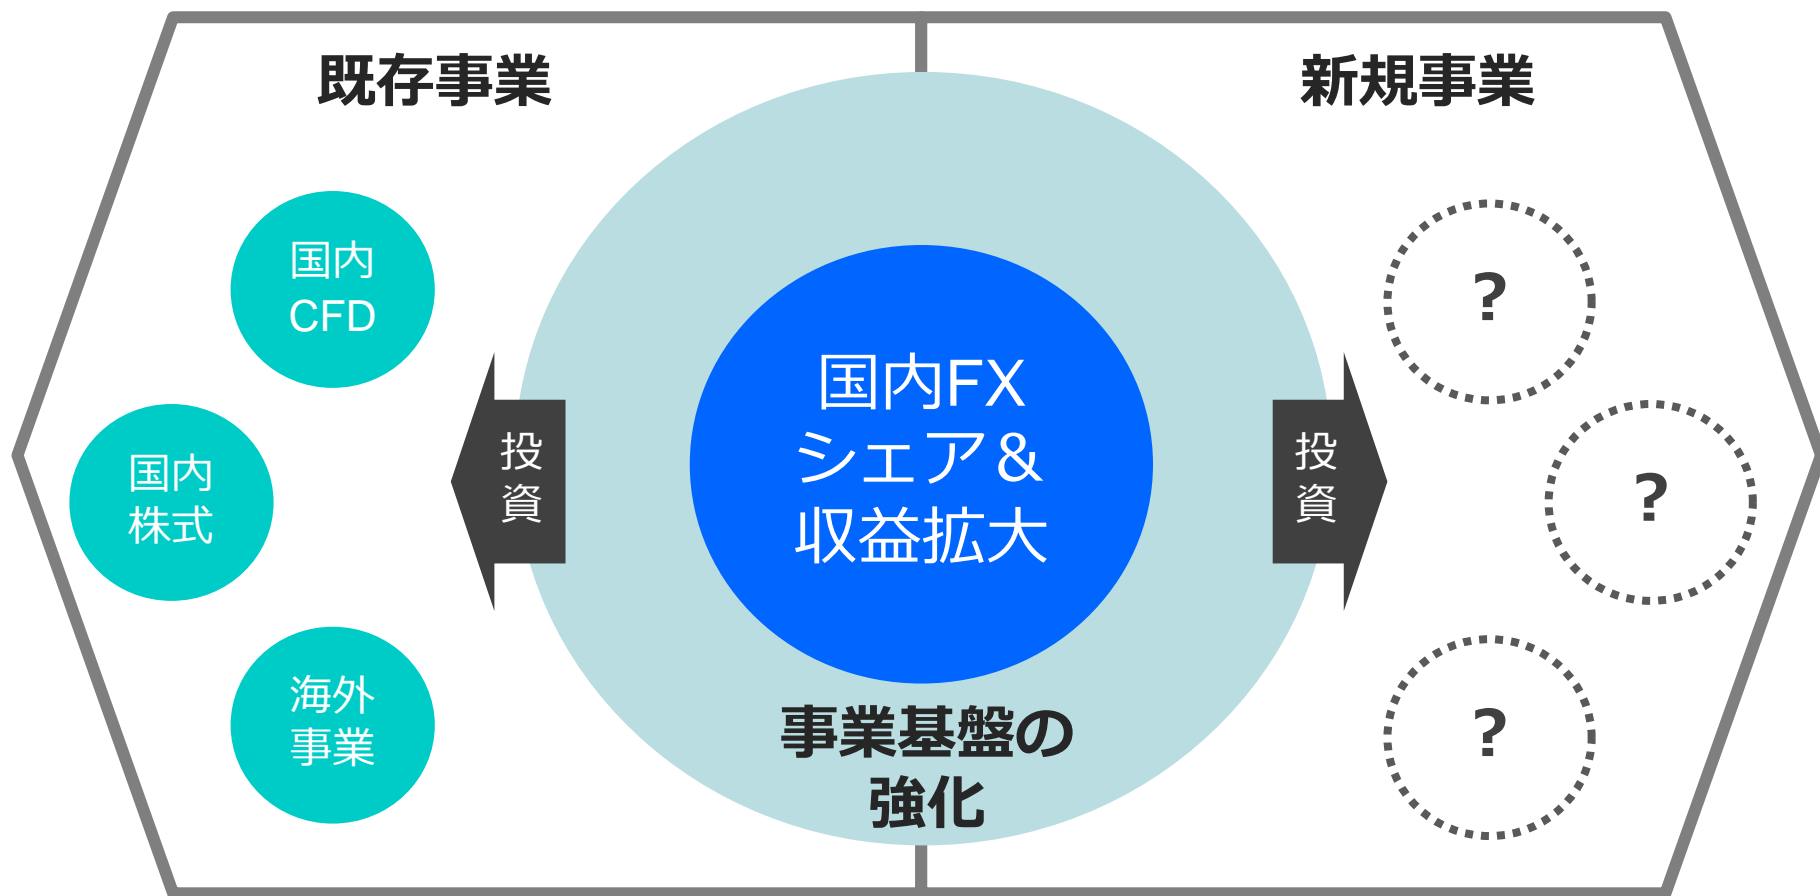 既存事業
新規事業
国内
CFD
国内
株式
海外
事業
投
資
国内FX
シェア＆
収益拡大
事業基盤の
強化
投
資
?
?
?